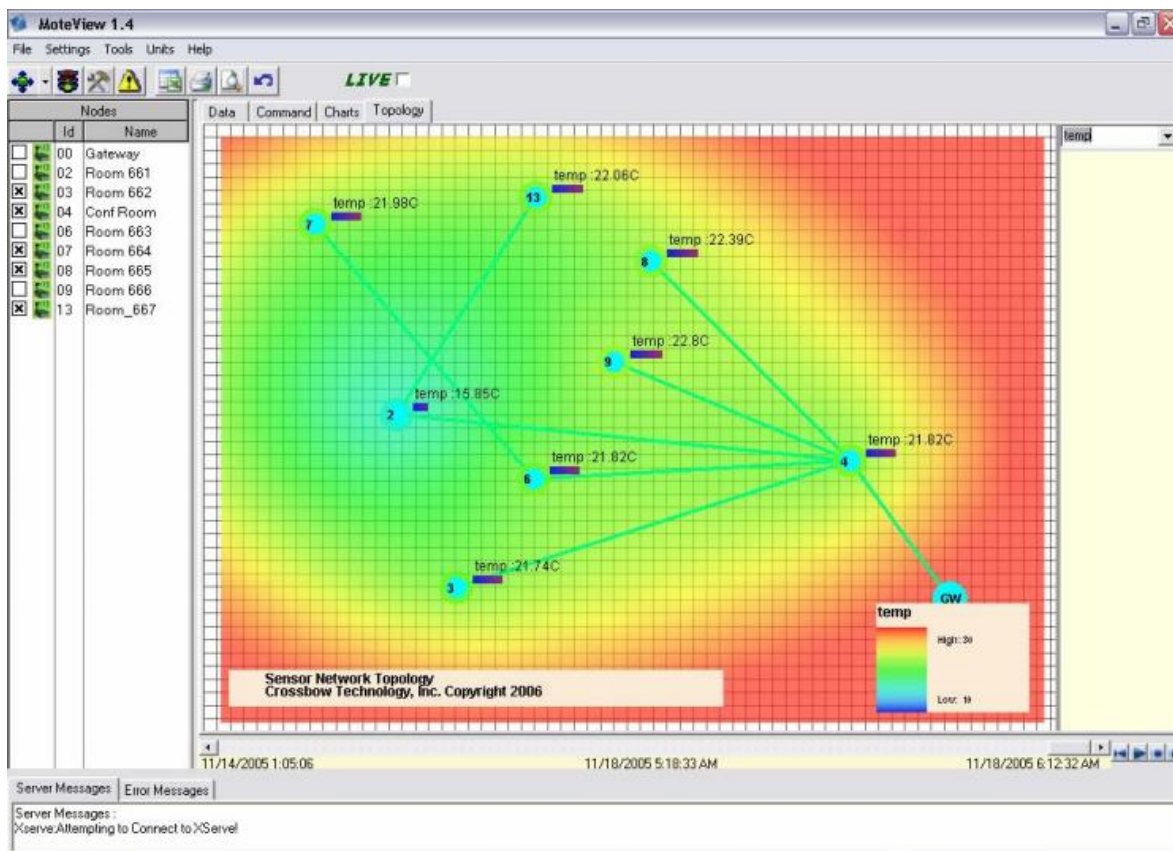 MoteView 1.4
File Settings Tools Units Help
LIVE
Nodes
Id Name
00 Gateway
02 Room 661
03 Room 662
04 Conf Room
06 Room 663
07 Room 664
08 Room 665
09 Room 666
13 Room_667
Data Command Charts Topology
temp
temp :22.06C
13
temp :21.98C
7
temp :22.39C
8
temp :22.8C
9
temp :15.85C
2
temp :21.82C
4
temp :21.82C
6
temp :21.74C
3
GW
temp
High: 30
Low: 10
Sensor Network Topology
Crossbow Technology, Inc. Copyright 2006
11/14/2005 1:05:06 11/18/2005 5:18:33 AM 11/18/2005 6:12:32 AM
Server Messages Error Messages
Server Messages :
Xserve:Attempting to Connect to XServe!